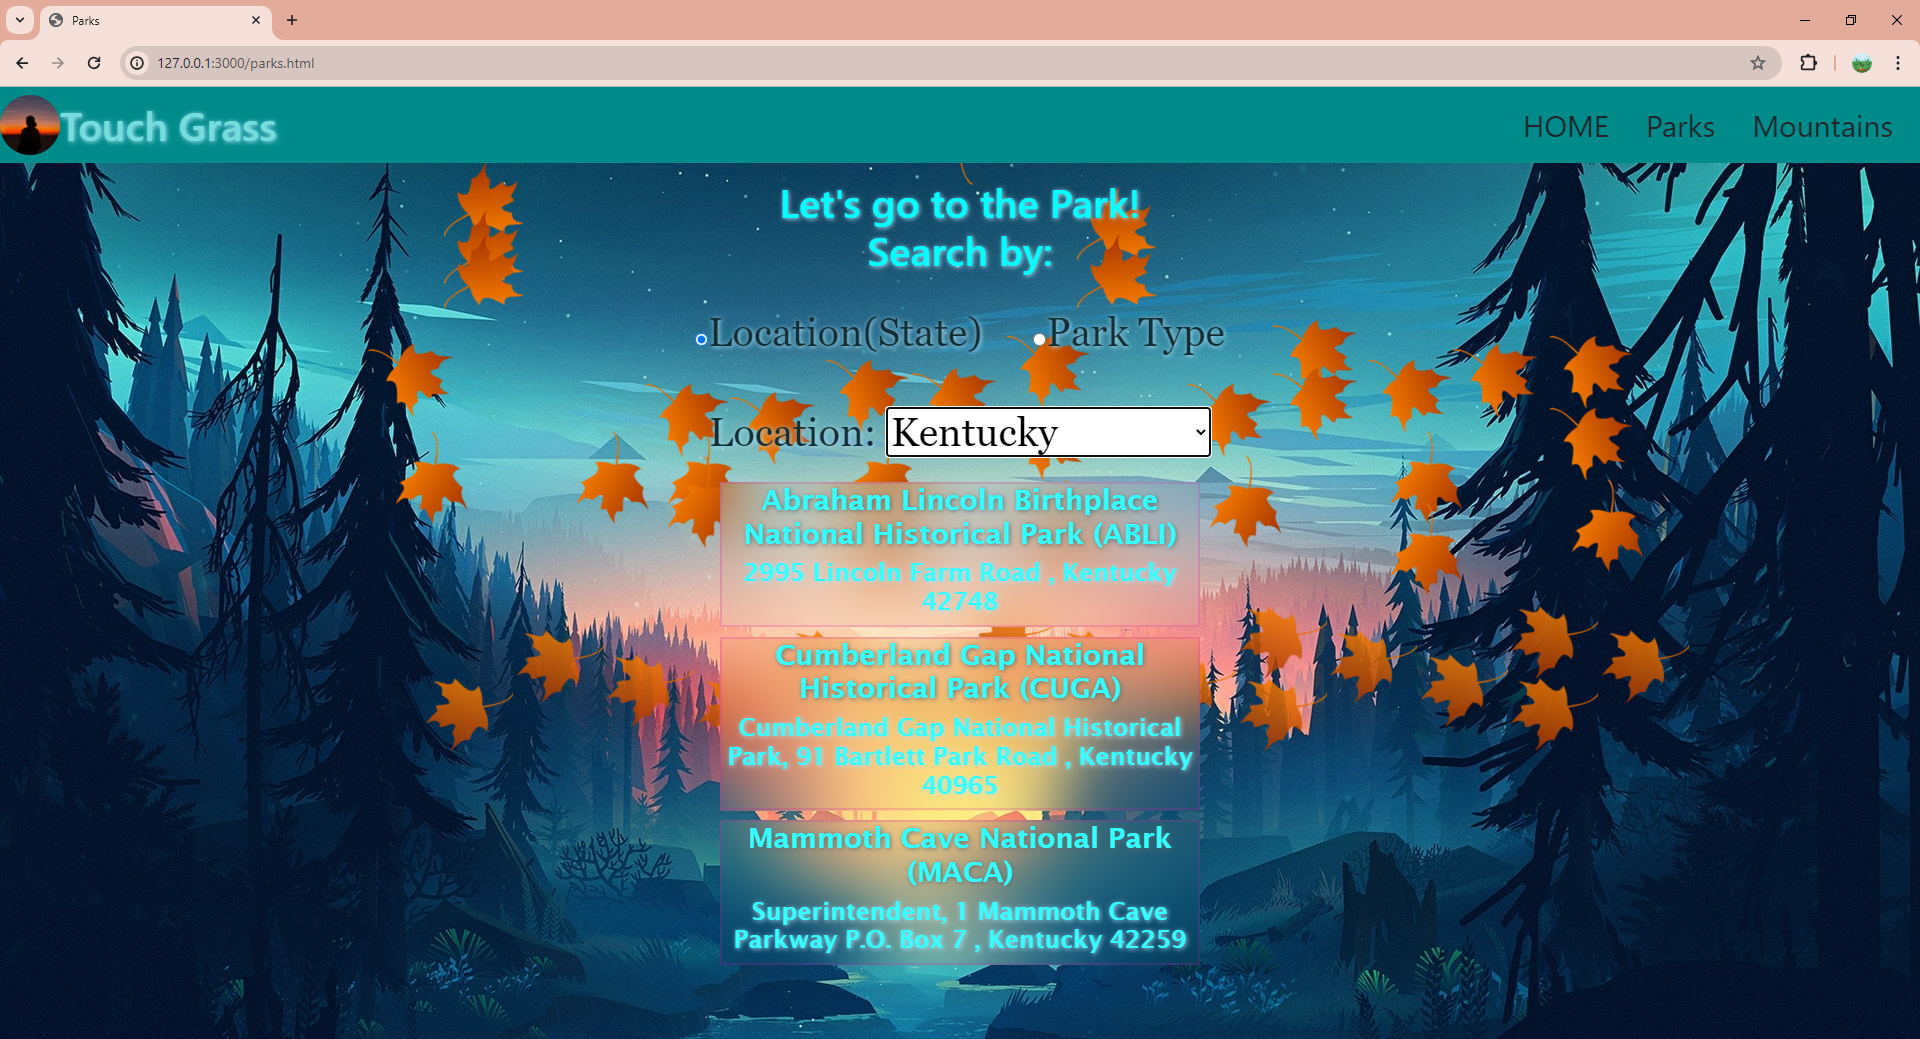 Parks
127.0.0.1:3000/parks.html
Touch Grass
HOME Parks Mountains
Let's go to the Park!
Search by:
Location(State) Park Type
Location: Kentucky
Abraham Lincoln Birthplace
National Historical Park (ABLI)
2995 Lincoln Farm Road , Kentucky
42748
Cumberland Gap National
Historical Park (CUGA)
Cumberland Gap National Historical
Park, 91 Bartlett Park Road , Kentucky
40965
Mammoth Cave National Park
(MACA)
Superintendent, 1 Mammoth Cave
Parkway P.O. Box 7 , Kentucky 42259